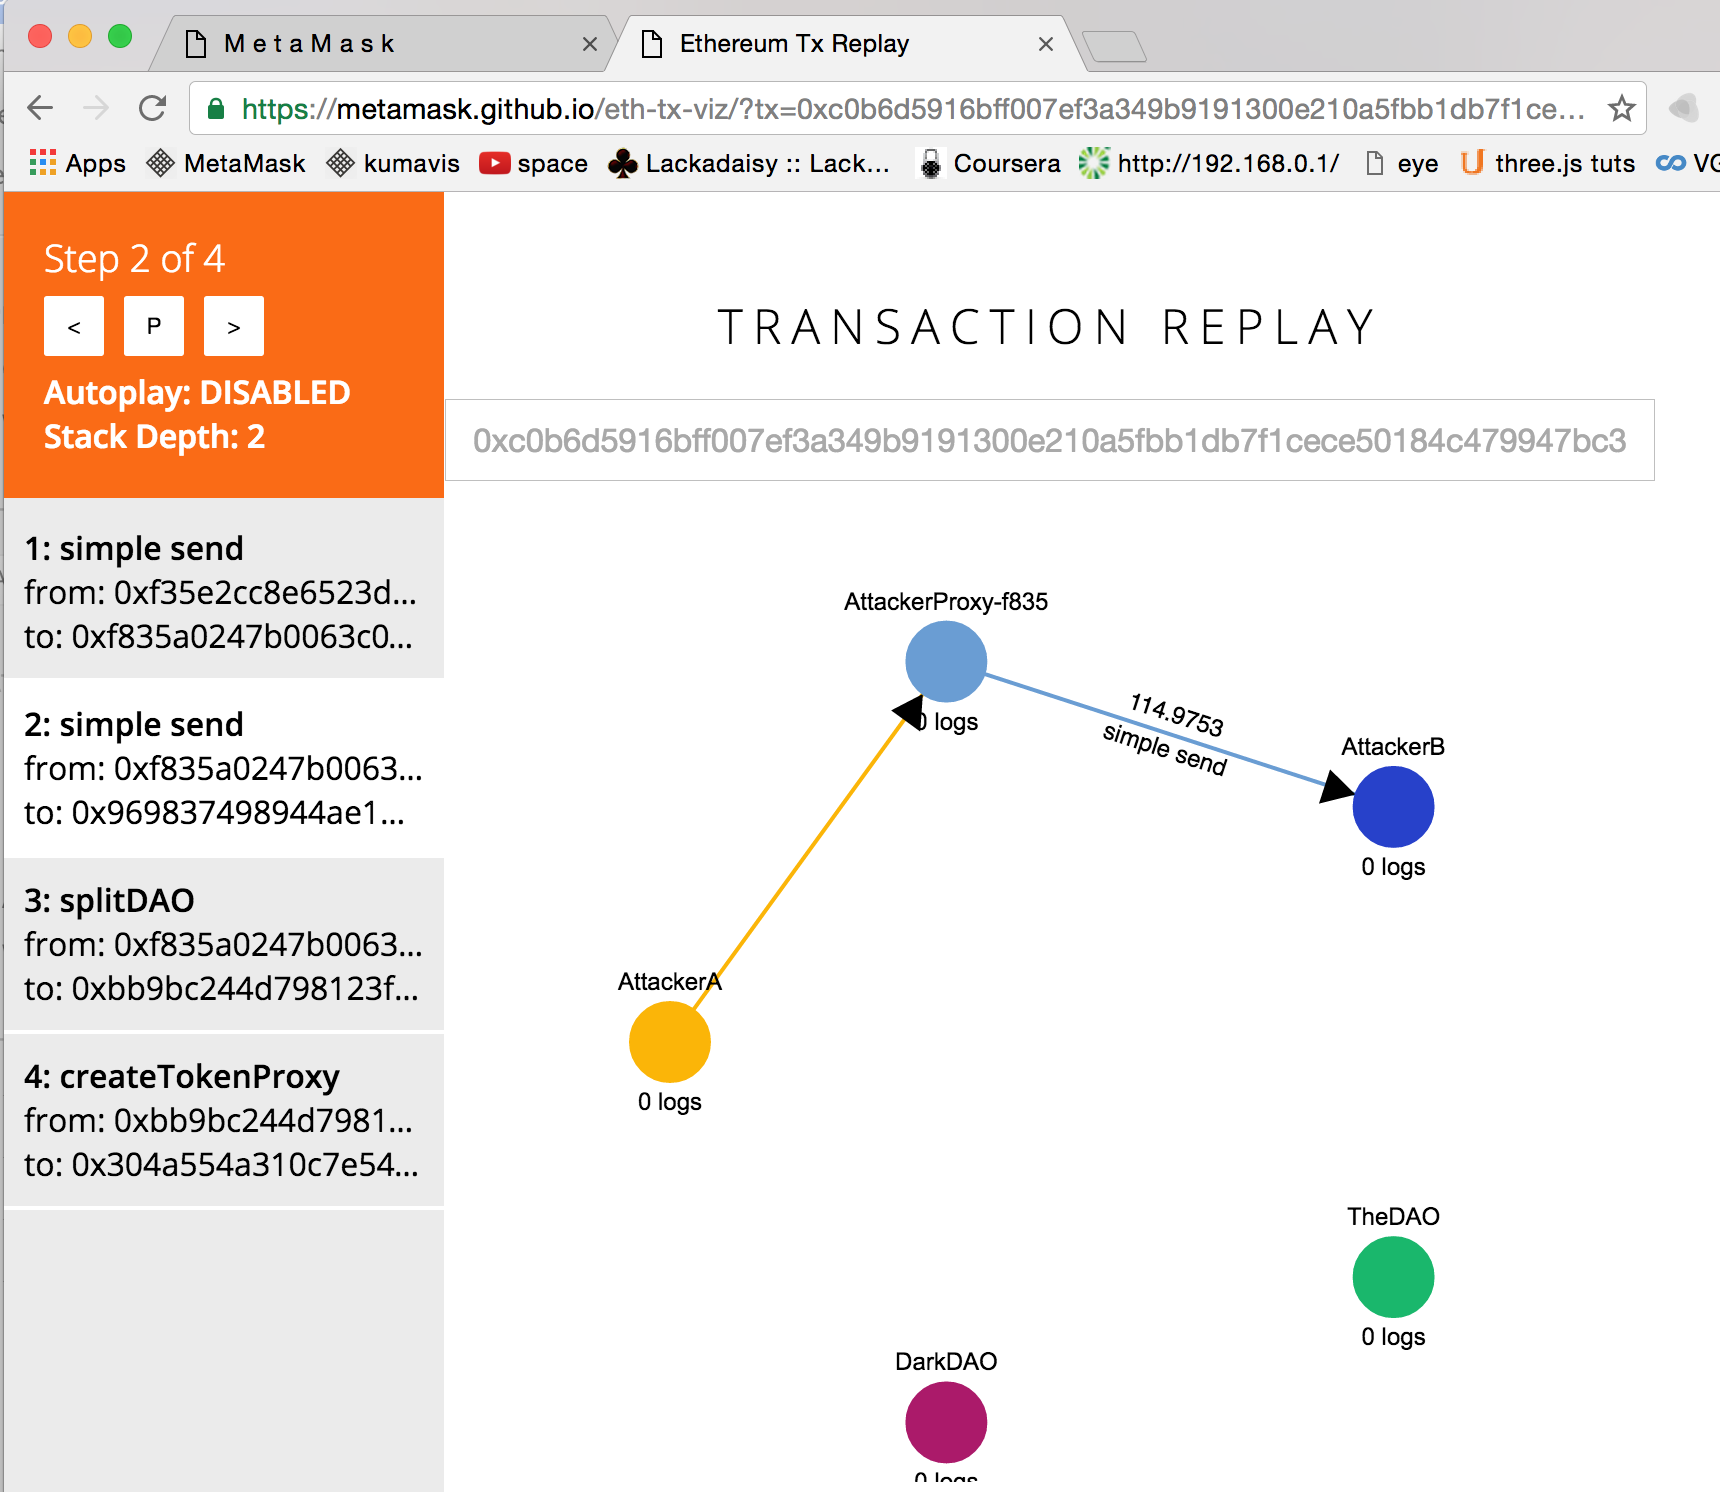 M e t a M a s k
Ethereum Tx Replay
https://metamask.github.io/eth-tx-viz/?tx=0xc0b6d5916bff007ef3a349b9191300e210a5fbb1db7f1ce...
Apps MetaMask kumavis space Lackadaisy :: Lack... Coursera http://192.168.0.1/ eye three.js tuts VG
Step 2 of 4
< P >
Autoplay: DISABLED
Stack Depth: 2
1: simple send
from: 0xf35e2cc8e6523d...
to: 0xf835a0247b0063c0...
2: simple send
from: 0xf835a0247b0063...
to: 0x969837498944ae1...
3: splitDAO
from: 0xf835a0247b0063...
to: 0xbb9bc244d798123f...
4: createTokenProxy
from: 0xbb9bc244d7981...
to: 0x304a554a310c7e54...
TRANSACTION REPLAY
0xc0b6d5916bff007ef3a349b9191300e210a5fbb1db7f1cece50184c479947bc3
AttackerProxy-f835
0 logs
114.9753
simple send
AttackerB
0 logs
AttackerA
0 logs
TheDAO
0 logs
DarkDAO
0 logs